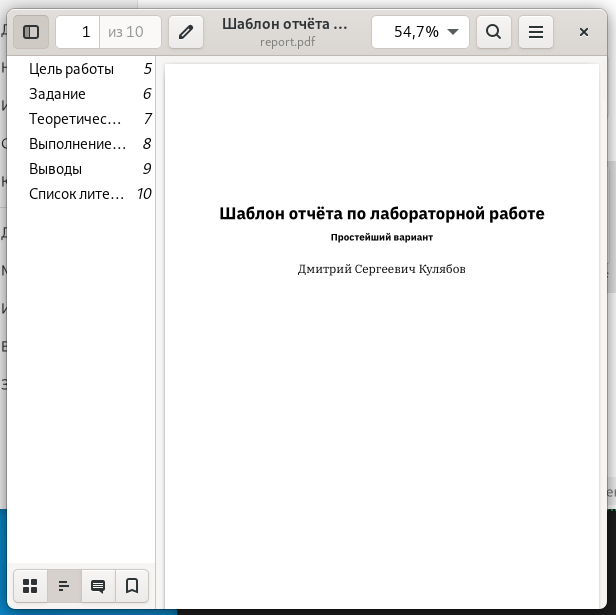 1 из 10
Шаблон отчёта ...
report.pdf
54,7%
Цель работы 5
Задание 6
Теоретичес... 7
Выполнение... 8
Выводы 9
Список лите... 10
Шаблон отчёта по лабораторной работе
Простейший вариант
Дмитрий Сергеевич Кулябов